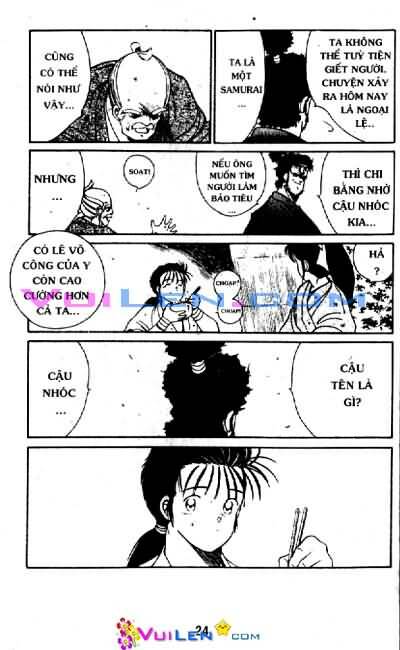 CŨNG
CÓ THỂ
NÓI NHƯ
VẬY...
TA LÀ
MỘT
SAMURAI
...
TA KHÔNG
THỂ TUỲ TIỆN
GIẾT NGƯỜI.
CHUYỆN XẢY
RA HÔM NAY
LÀ NGOẠI
LỆ...
NHƯNG
...
SOẠT!
NẾU ÔNG
MUỐN TÌM
NGƯỜI LÀM
BẢO TIÊU
...
THÌ CHI
BẰNG NHỜ
CẬU NHÓC
KIA...
CÓ LẼ VÕ
CÔNG CỦA Y
CÒN CAO
CƯỜNG HƠN
CẢ TA...
CHOẠP!
CHOẠP!
HẢ
?
VUILEN.COM
CẬU
NHÓC
...
CẬU
TÊN LÀ
GÌ?
24
VUILEN.COM